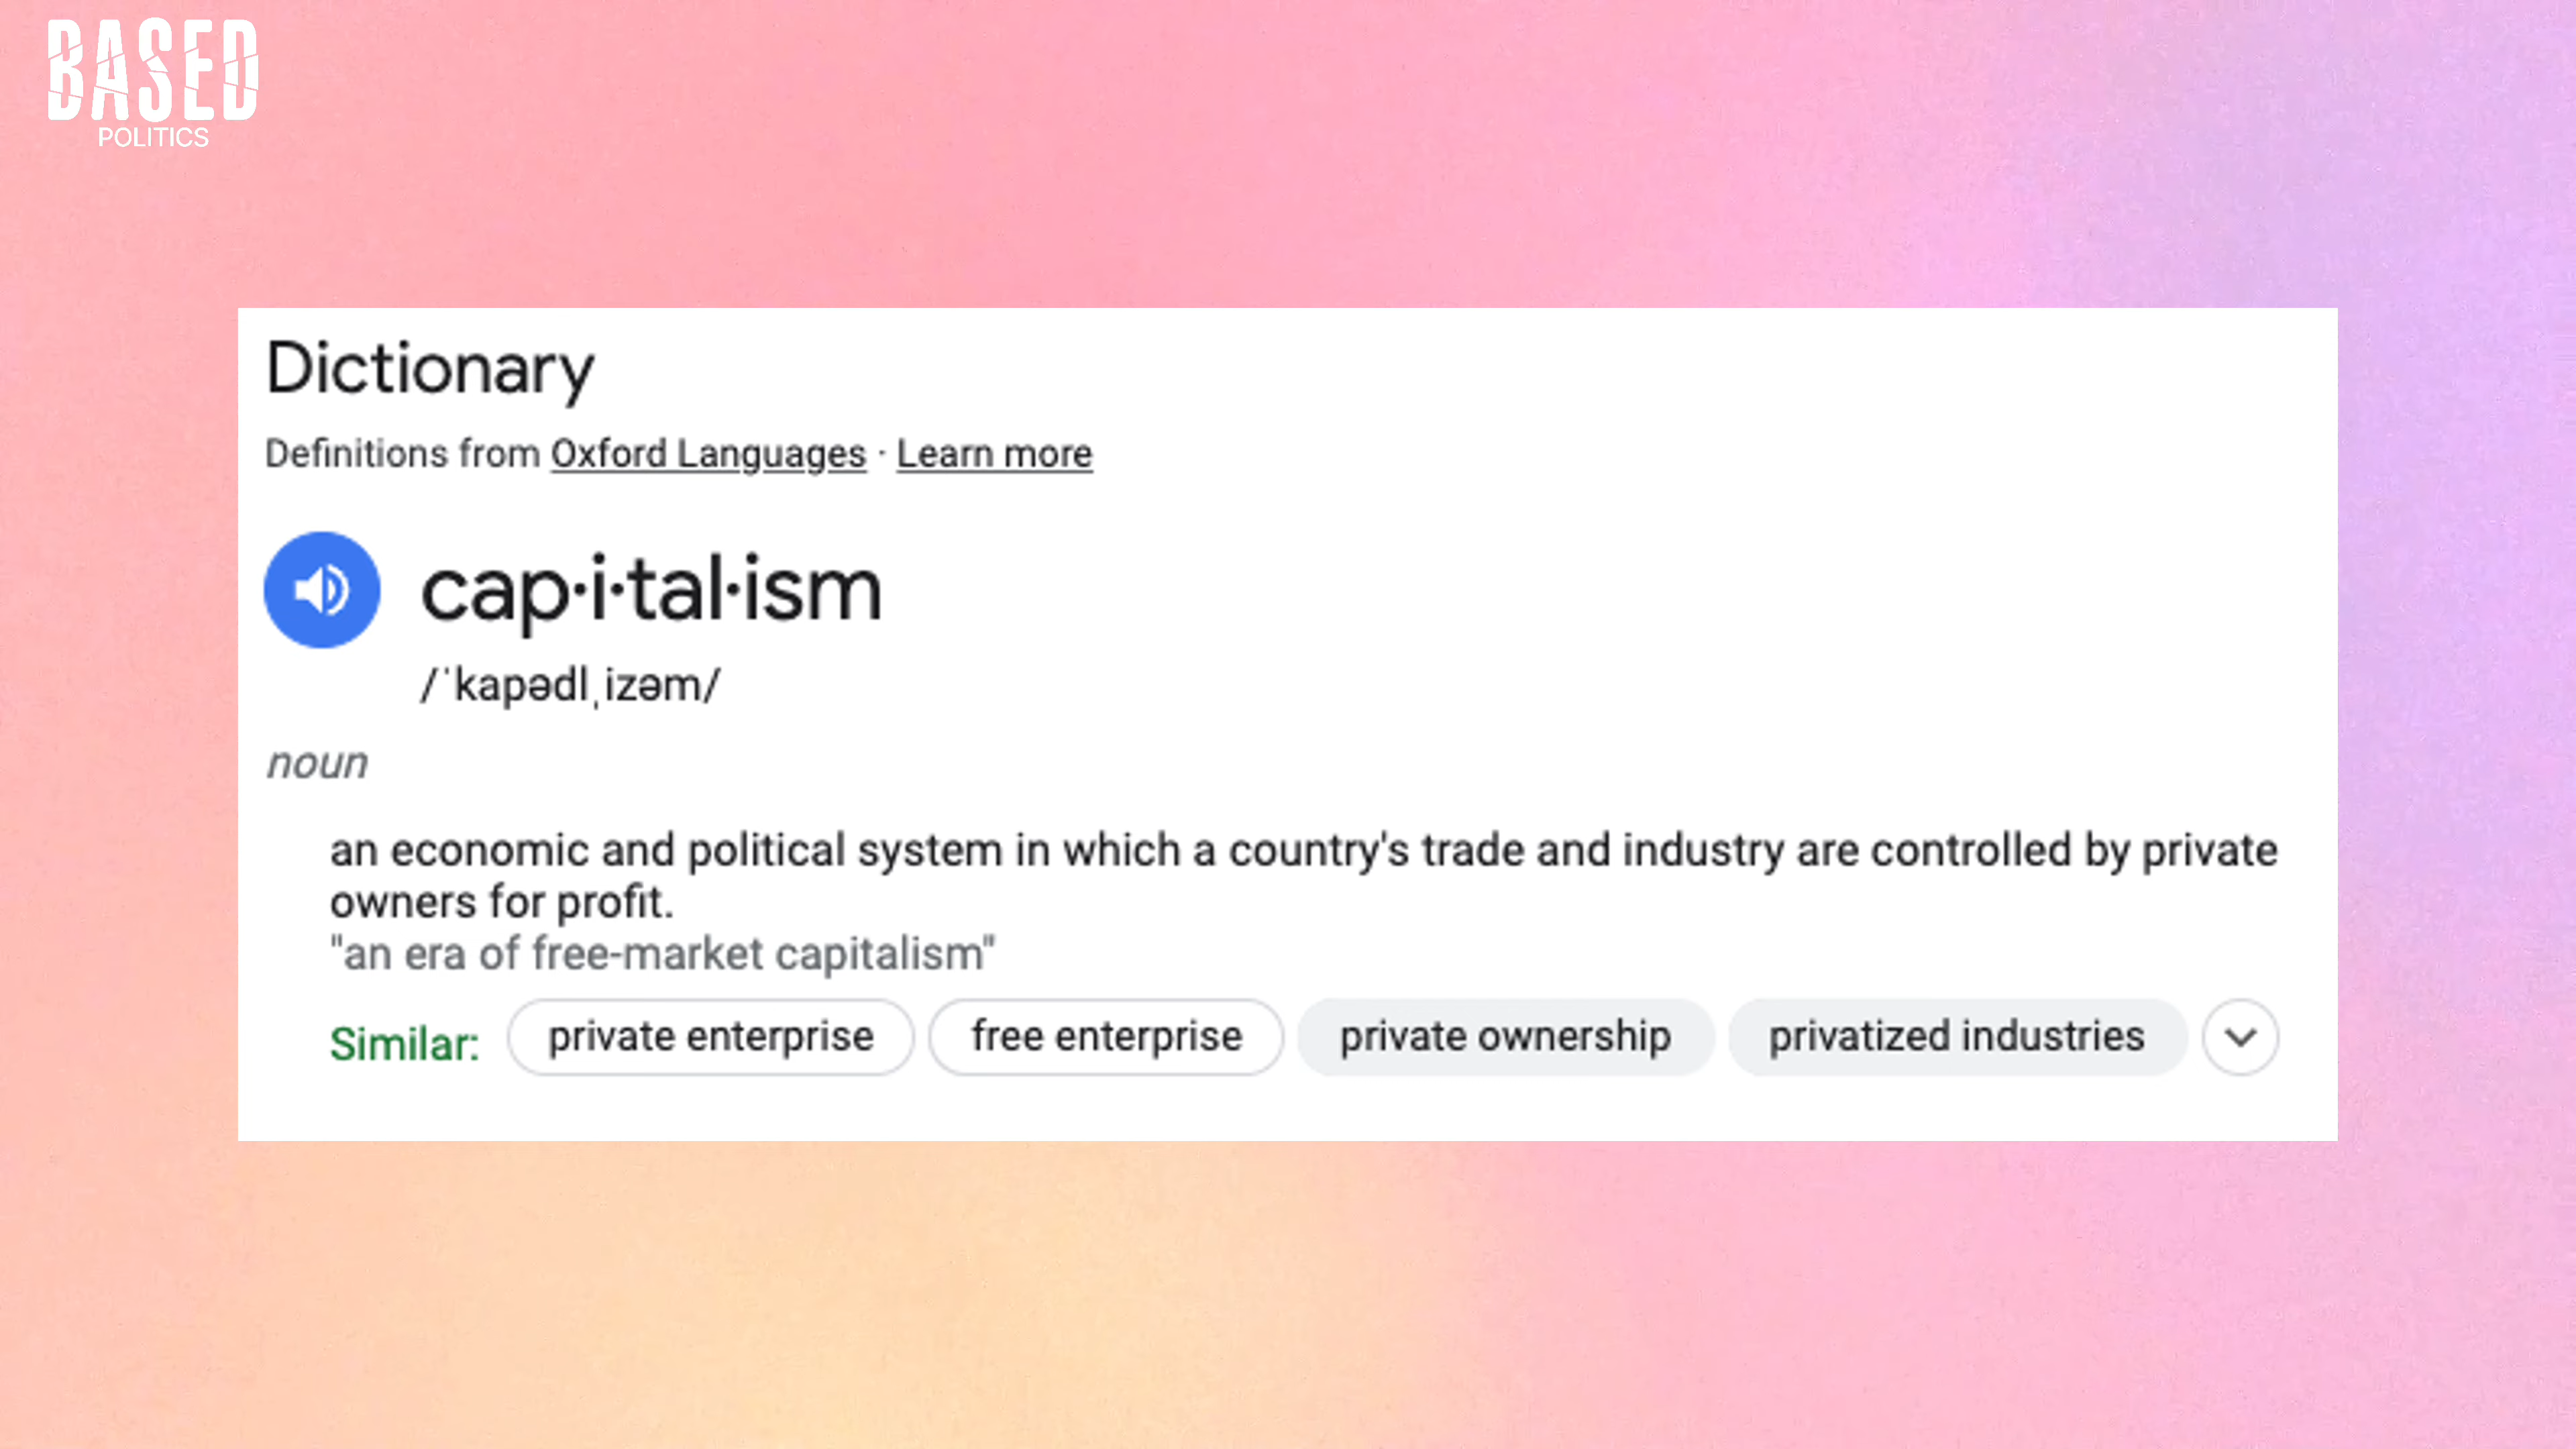 BASED
POLITICS
Dictionary
Definitions from Oxford Languages · Learn more
cap·i·tal·ism
/ˈkapədlˌizəm/
noun
an economic and political system in which a country's trade and industry are controlled by private
owners for profit.
"an era of free-market capitalism"
Similar: private enterprise free enterprise private ownership privatized industries